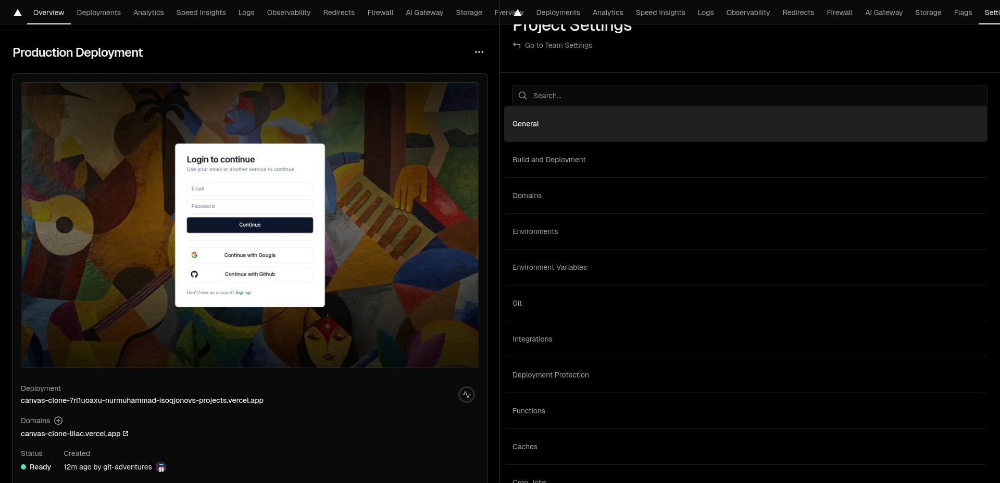 Overview Deployments Analytics Speed Insights Logs Observability Redirects Firewall AI Gateway Storage
Production Deployment
Login to continue
Use your email or another service to continue
Email
Password
Continue
Continue with Google
Continue with Github
Don't have an account? Sign up
Deployment
canvas-clone-7rl1uoaxu-nurmuhammad-isoqjonovs-projects.vercel.app
Domains
canvas-clone-lilac.vercel.app
Status Created
Ready 12m ago by git-adventures
Deployments Analytics Speed Insights Logs Observability Redirects Firewall AI Gateway Storage Flags Setti
Project Settings
Go to Team Settings
Search...
General
Build and Deployment
Domains
Environments
Environment Variables
Git
Integrations
Deployment Protection
Functions
Caches
Cron Jobs